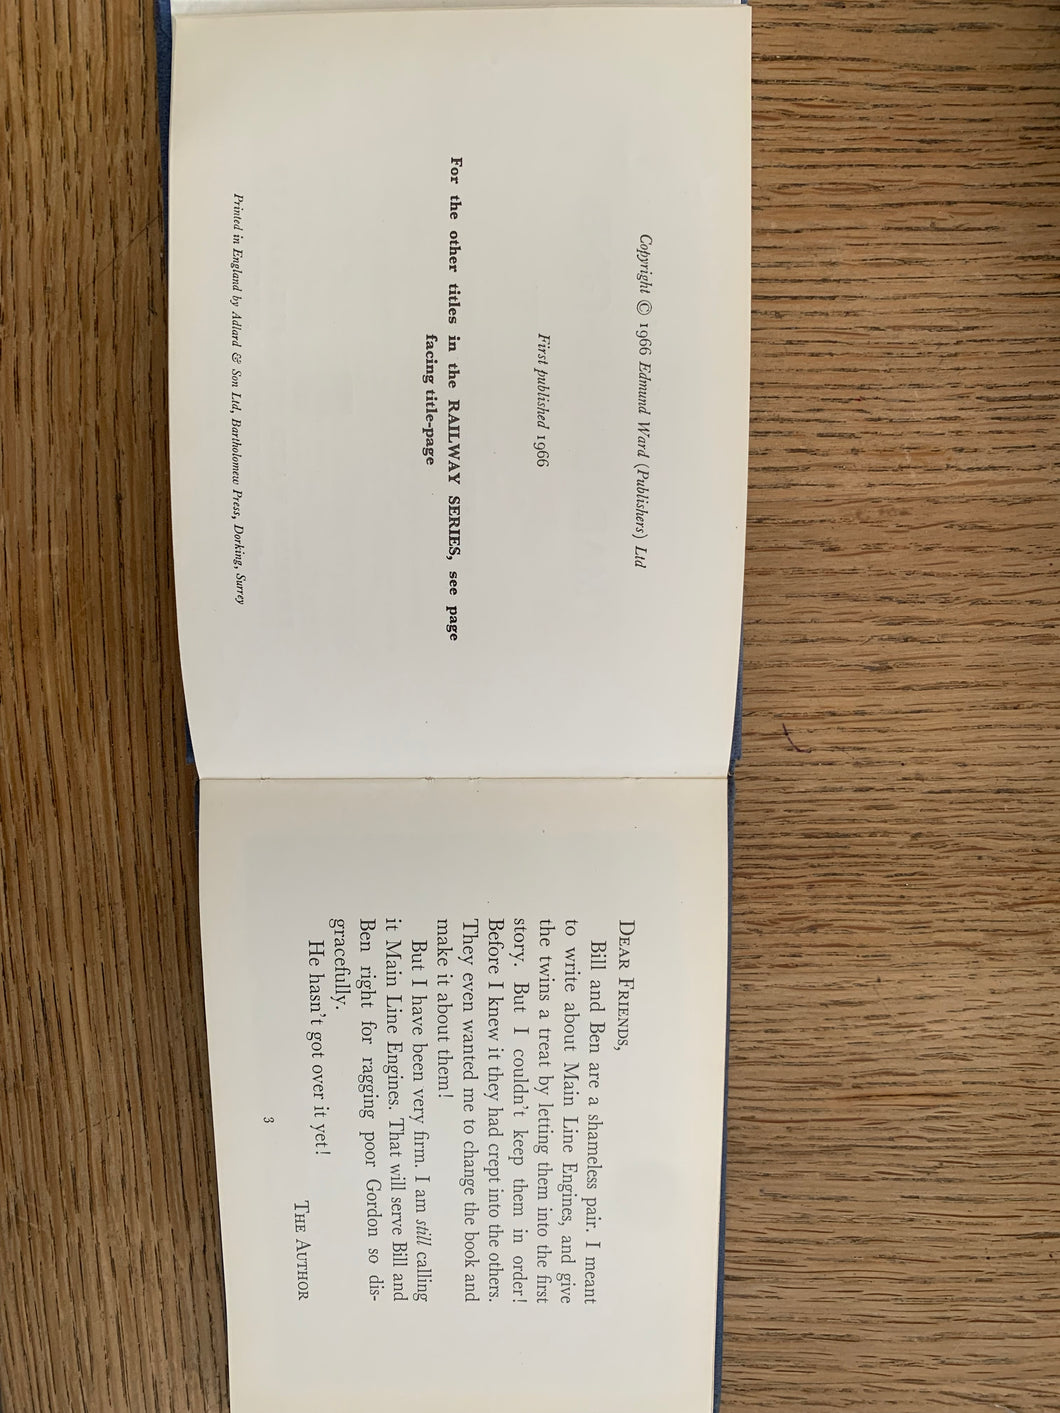 Copyright © 1966 Edmund Ward (Publishers) Ltd
First published 1966
For the other titles in the RAILWAY SERIES, see page
facing title-page
Printed in England by Adlard & Son Ltd, Bartholomew Press, Dorking, Surrey
DEAR FRIENDS,
Bill and Ben are a shameless pair. I meant
to write about Main Line Engines, and give
the twins a treat by letting them into the first
story. But I couldn't keep them in order!
Before I knew it they had crept into the others.
They even wanted me to change the book and
make it about them!
But I have been very firm. I am still calling
it Main Line Engines. That will serve Bill and
Ben right for ragging poor Gordon so dis-
gracefully.
He hasn't got over it yet!
THE AUTHOR
3